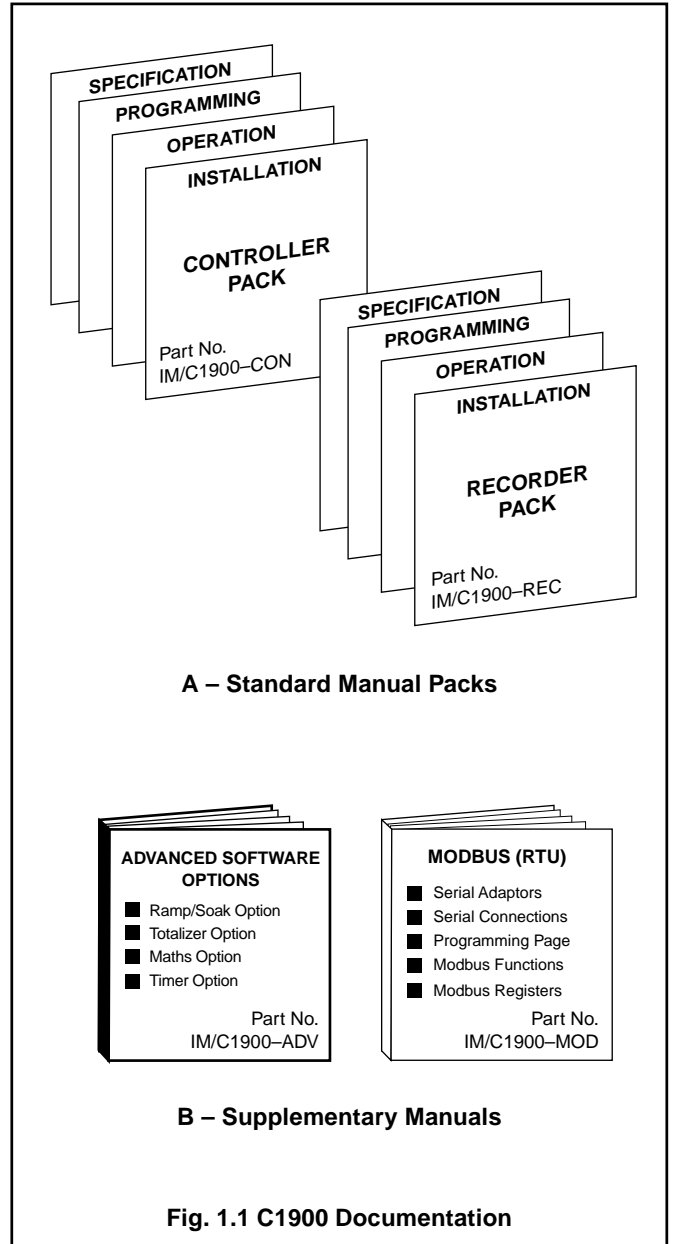 SPECIFICATION
PROGRAMMING
OPERATION
INSTALLATION
CONTROLLER
PACK
Part No.
IM/C1900–CON
SPECIFICATION
PROGRAMMING
OPERATION
INSTALLATION
RECORDER
PACK
Part No.
IM/C1900–REC
A – Standard Manual Packs
ADVANCED SOFTWARE
OPTIONS
Ramp/Soak Option
Totalizer Option
Maths Option
Timer Option
Part No.
IM/C1900–ADV
MODBUS (RTU)
Serial Adaptors
Serial Connections
Programming Page
Modbus Functions
Modbus Registers
Part No.
IM/C1900–MOD
B – Supplementary Manuals
Fig. 1.1 C1900 Documentation